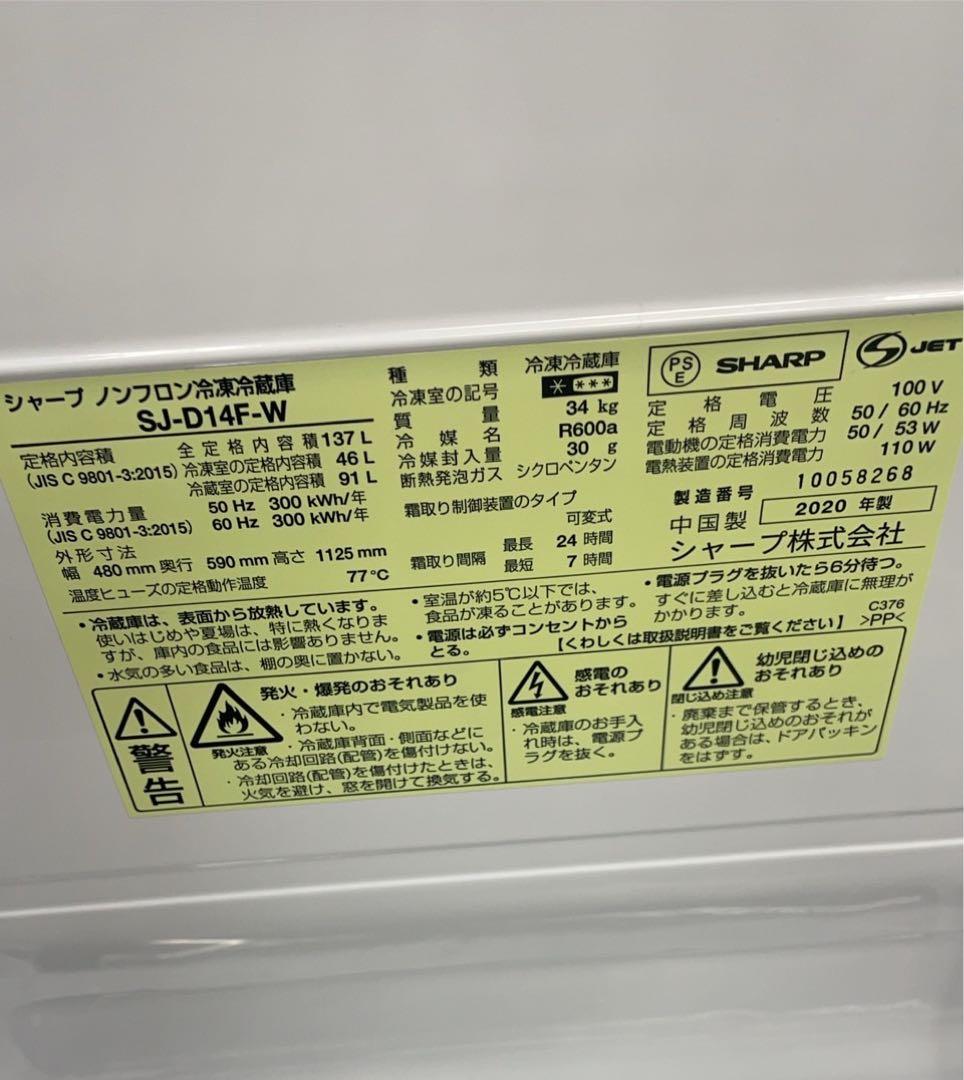 シャープ ノンフロン冷凍冷蔵庫
SJ-D14F-W
定格内容積 全定格内容積 137 L
(JIS C 9801-3:2015) 冷凍室の定格内容積 46 L
冷蔵室の定格内容積 91 L
消費電力量 50 Hz 300 kWh/年
(JIS C 9801-3:2015) 60 Hz 300 kWh/年
外形寸法
幅 480 mm 奥行 590 mm 高さ 1125 mm
温度ヒューズの定格動作温度 77℃
種類 冷凍冷蔵庫
冷凍室の記号 * ***
質量 34 kg
冷媒名 R600a
冷媒封入量 30 g
断熱発泡ガス シクロペンタン
霜取り制御装置のタイプ
可変式
霜取り間隔 最長 24 時間
最短 7 時間
PS
E
SHARP
JET
定格電圧 100 V
定格周波数 50 / 60 Hz
電動機の定格消費電力 50 / 53 W
電熱装置の定格消費電力 110 W
製造番号 10058268
中国製 2020 年製
シャープ株式会社
・冷蔵庫は、表面から放熱しています。
使いはじめや夏場は、特に熱くなりま
すが、庫内の食品には影響ありません。
・水気の多い食品は、棚の奥に置かない。
・室温が約5℃以下では、
食品が凍ることがあります。
・電源は必ずコンセントから
とる。
・電源プラグを抜いたら6分待つ。
すぐに差し込むと冷蔵庫に無理が
かかります。
【くわしくは取扱説明書をご覧ください】
C376
>PP<
警告
発火注意
発火・爆発のおそれあり
・冷蔵庫内で電気製品を使
わない。
・冷蔵庫背面・側面などに
ある冷却回路(配管)を傷付けない。
・冷却回路(配管)を傷付けたときは、
火気を避け、窓を開けて換気する。
感電注意
感電の
おそれあり
・冷蔵庫のお手入
れ時は、電源プ
ラグを抜く。
閉じ込め注意
幼児閉じ込めの
おそれあり
・廃棄まで保管するとき、
幼児閉じ込めのおそれが
ある場合は、ドアパッキン
をはずす。